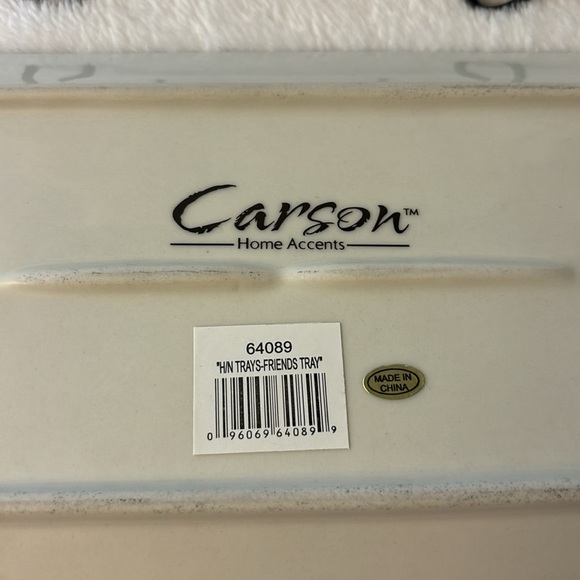 Carson™
Home Accents
64089
"H/N TRAYS-FRIENDS TRAY"
0 96069 64089 9
MADE IN
CHINA